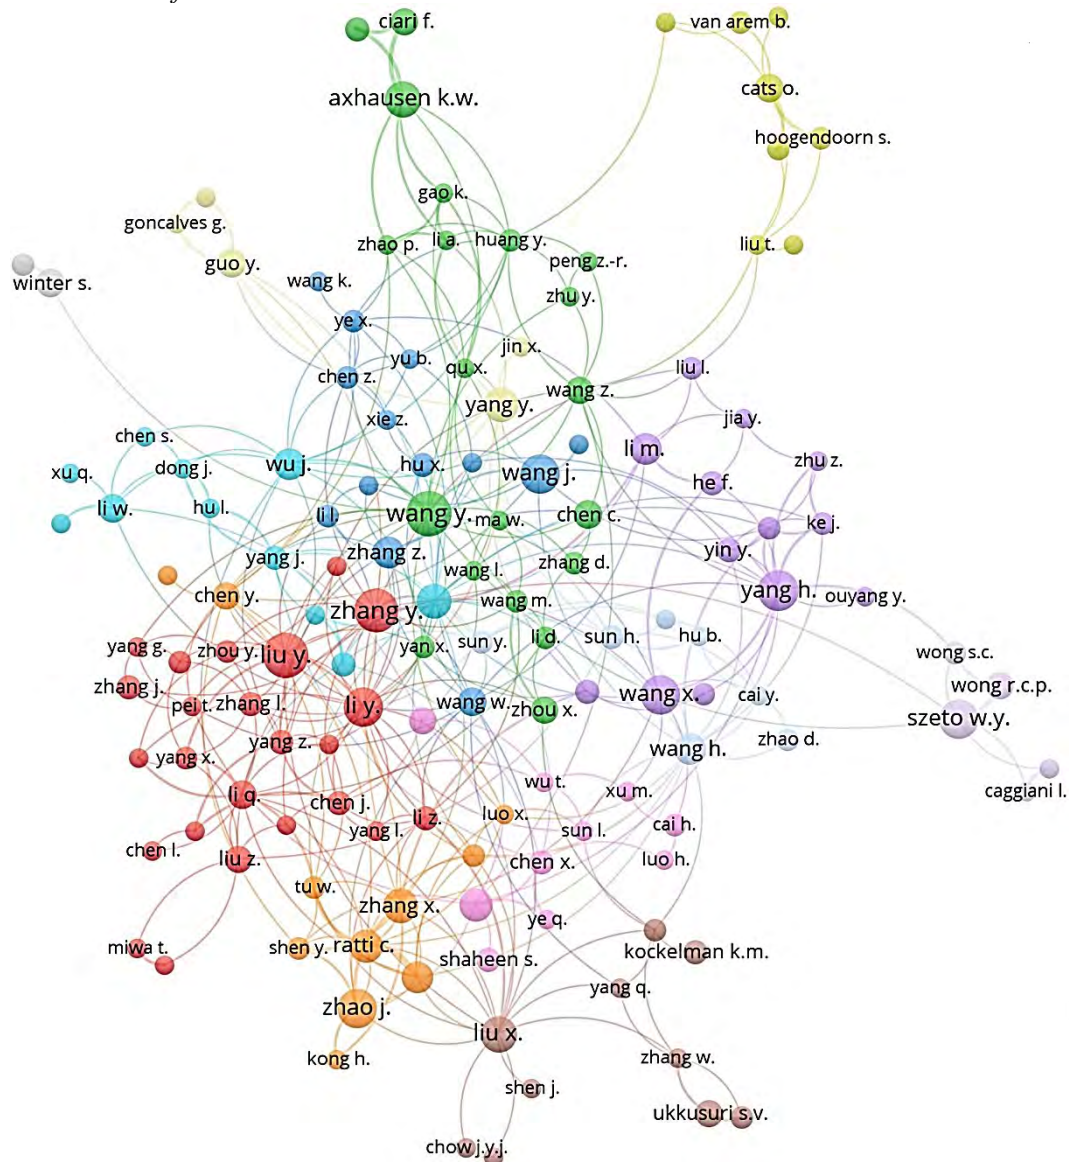 ciari f.
van arem b.
axhausen k.w.
cats o.
hoogendoorn s.
gao k.
goncalves g.
zhao p.
li a.
huang y.
liu t.
guo y.
peng z.-r.
winter s.
wang k.
zhu y.
ye x.
jin x.
yu b.
qu x.
liu l.
chen z.
wang z.
yang y.
xie z.
jia y.
chen s.
li m.
xu q.
dong j.
wu j.
hu x.
wang j.
zhu z.
he f.
li w.
hu l.
li l.
wang y.
ma w.
chen c.
ke j.
yang j.
zhang z.
wang l.
zhang d.
yin y.
chen y.
zhang y.
wang m.
yang h.
ouyang y.
yang g.
zhou y.
liu y.
yan x.
sun y.
li d.
sun h.
hu b.
wong s.c.
zhang j.
pei t.
zhang l.
li y.
wang w.
zhou x.
wang x.
cai y.
wong r.c.p.
szeto w.y.
yang x.
yang z.
wang h.
zhao d.
li q.
chen j.
wu t.
xu m.
caggiani l.
chen l.
yang l.
li z.
luo x.
sun l.
cai h.
liu z.
chen x.
luo h.
tu w.
zhang x.
ye q.
miwa t.
shen y.
ratti c.
shaheen s.
kockelman k.m.
zhao j.
yang q.
liu x.
kong h.
zhang w.
shen j.
ukkusuri s.v.
chow j.y.j.